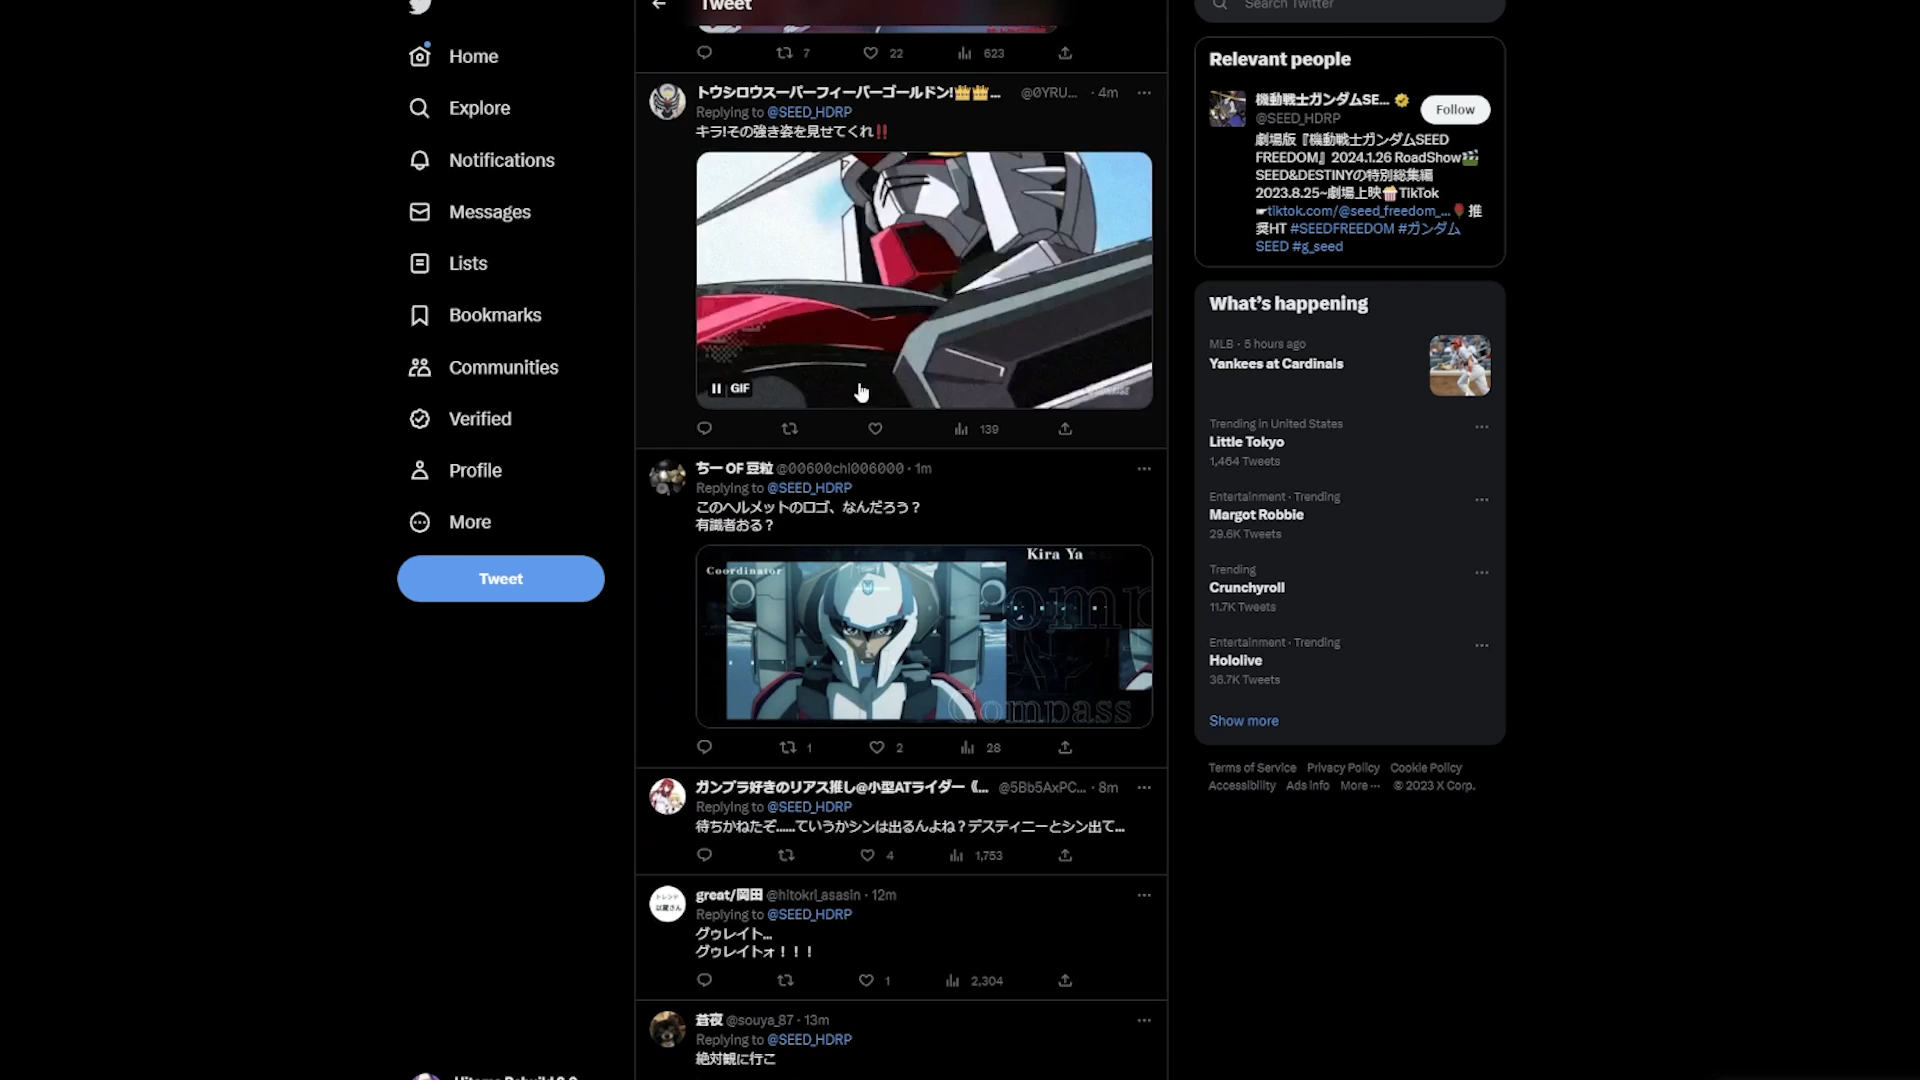 Tweet
Search Twitter
Home
Explore
Notifications
Messages
Lists
Bookmarks
Communities
Verified
Profile
More
Tweet
7 22 623
トウシロウスーパーフィーバーゴールドン!👑👑... @0YRU... · 4m
Replying to @SEED_HDRP
キラ!その強き姿を見せてくれ‼️
GIF
139
ちー OF 豆粒 @00600chI006000 · 1m
Replying to @SEED_HDRP
このヘルメットのロゴ、なんだろう？
有識者おる？
Kira Ya
Coordinator
Compass
1 2 28
ガンプラ好きのリアス推し@小型ATライダー《... @5Bb5AxPC... · 8m
Replying to @SEED_HDRP
待ちかねたぞ......ていうかシンは出るんよね？デスティニーとシン出て...
4 1,753
great/岡田 @hitokri_asasin · 12m
Replying to @SEED_HDRP
グゥレイト...
グゥレイトォ！！！
1 2,304
蒼夜 @souya_87 · 13m
Replying to @SEED_HDRP
絶対観に行こ
Relevant people
機動戦士ガンダムSE...
@SEED_HDRP
Follow
劇場版『機動戦士ガンダムSEED
FREEDOM』2024.1.26 RoadShow🎬
SEED&DESTINYの特別総集編
2023.8.25~劇場上映🍿TikTok
☛tiktok.com/@seed_freedom_...🌹推
奨HT #SEEDFREEDOM #ガンダム
SEED #g_seed
What's happening
MLB · 5 hours ago
Yankees at Cardinals
Trending in United States
Little Tokyo
1,464 Tweets
Entertainment · Trending
Margot Robbie
29.6K Tweets
Trending
Crunchyroll
11.7K Tweets
Entertainment · Trending
Hololive
36.7K Tweets
Show more
Terms of Service Privacy Policy Cookie Policy
Accessibility Ads info More ··· © 2023 X Corp.